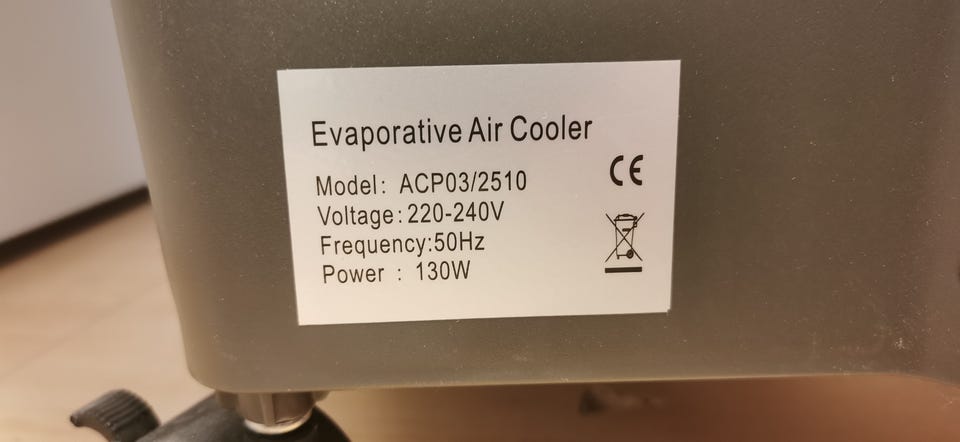 Evaporative Air Cooler
Model: ACP03/2510
Voltage:220-240V
Frequency:50Hz
Power : 130W
CE